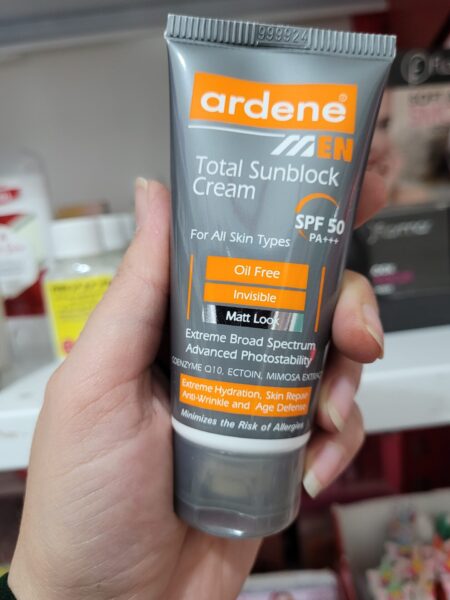 999924
ardene®
MEN
Total Sunblock
Cream
SPF 50
PA+++
For All Skin Types
Oil Free
Invisible
Matt Look
Extreme Broad Spectrum
Advanced Photostability
COENZYME Q10, ECTOIN, MIMOSA EXTRACT
Extreme Hydration, Skin Repair
Anti-Wrinkle and Age Defense
Minimizes the Risk of Allergies